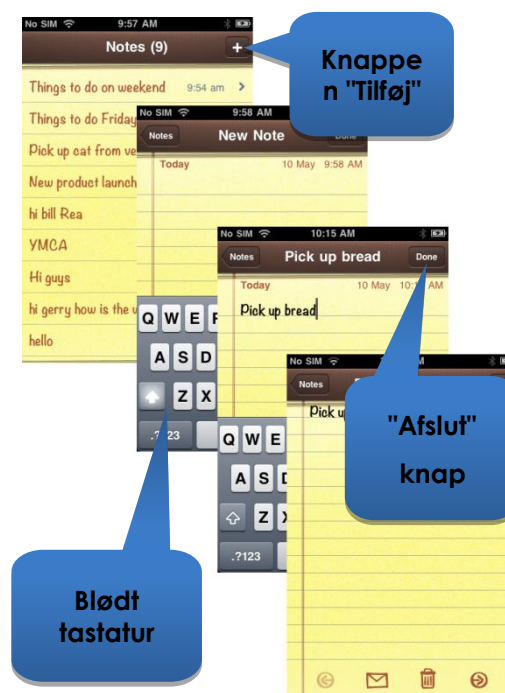 No SIM 9:57 AM
Notes (9) +
Things to do on weekend 9:54 am >
Things to do Friday
Pick up cat from ve
New product launch
hi bill Rea
YMCA
Hi guys
hi gerry how is the w
hello
Knappe
n "Tilføj"
No SIM 9:58 AM
Notes New Note Done
Today 10 May 9:58 AM
Q W E
A S D
Z X
.?123
No SIM 10:15 AM
Notes Pick up bread Done
Today 10 May AM
Pick up bread
Q W E
A S
Z
.?123
No SIM
Notes
Pick
"Afslut"
knap
Blødt
tastatur